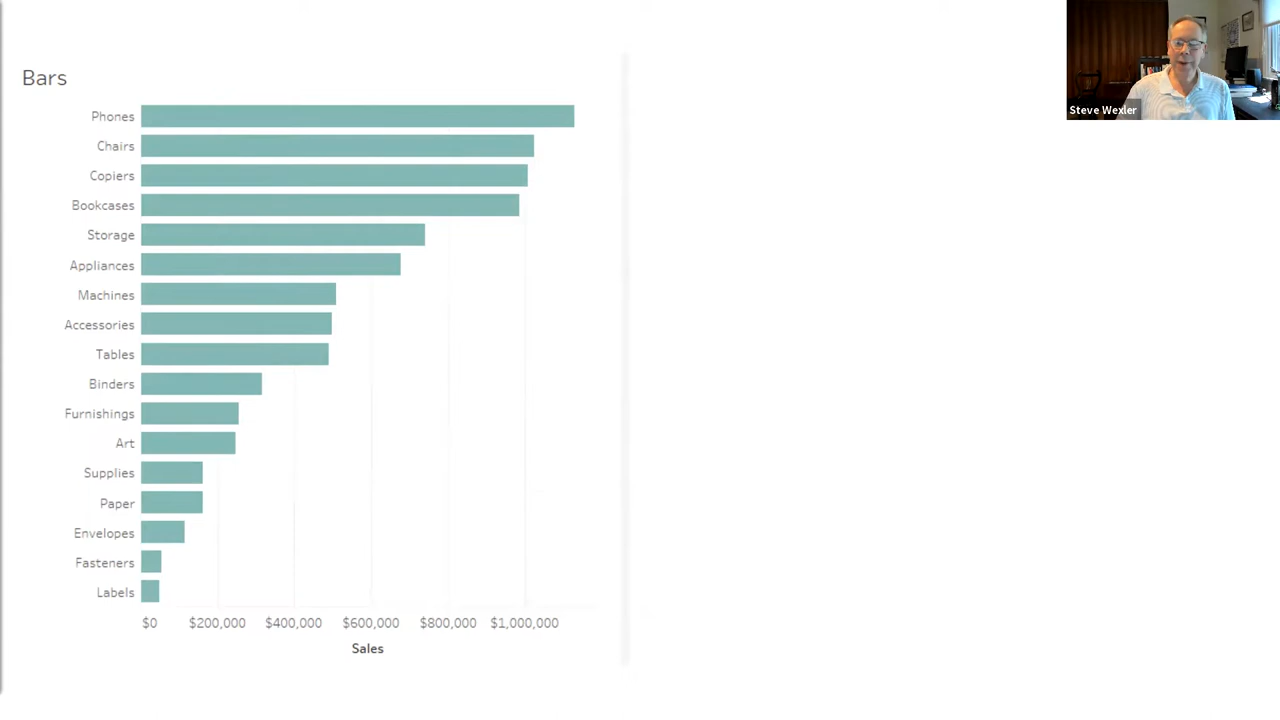 Steve Wexler
Bars
Phones
Chairs
Copiers
Bookcases
Storage
Appliances
Machines
Accessories
Tables
Binders
Furnishings
Art
Supplies
Paper
Envelopes
Fasteners
Labels
$0 $200,000 $400,000 $600,000 $800,000 $1,000,000
Sales